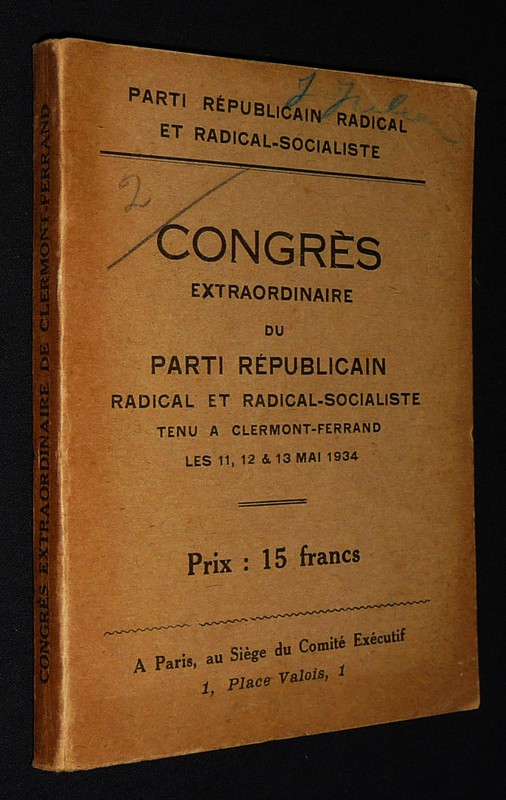 PARTI RÉPUBLICAIN RADICAL
ET RADICAL-SOCIALISTE
2
CONGRÈS
EXTRAORDINAIRE
DU
PARTI RÉPUBLICAIN
RADICAL ET RADICAL-SOCIALISTE
TENU A CLERMONT-FERRAND
LES 11, 12 & 13 MAI 1934
Prix : 15 francs
A Paris, au Siège du Comité Exécutif
1, Place Valois, 1
CONGRÈS EXTRAORDINAIRE DE CLERMONT-FERRAND